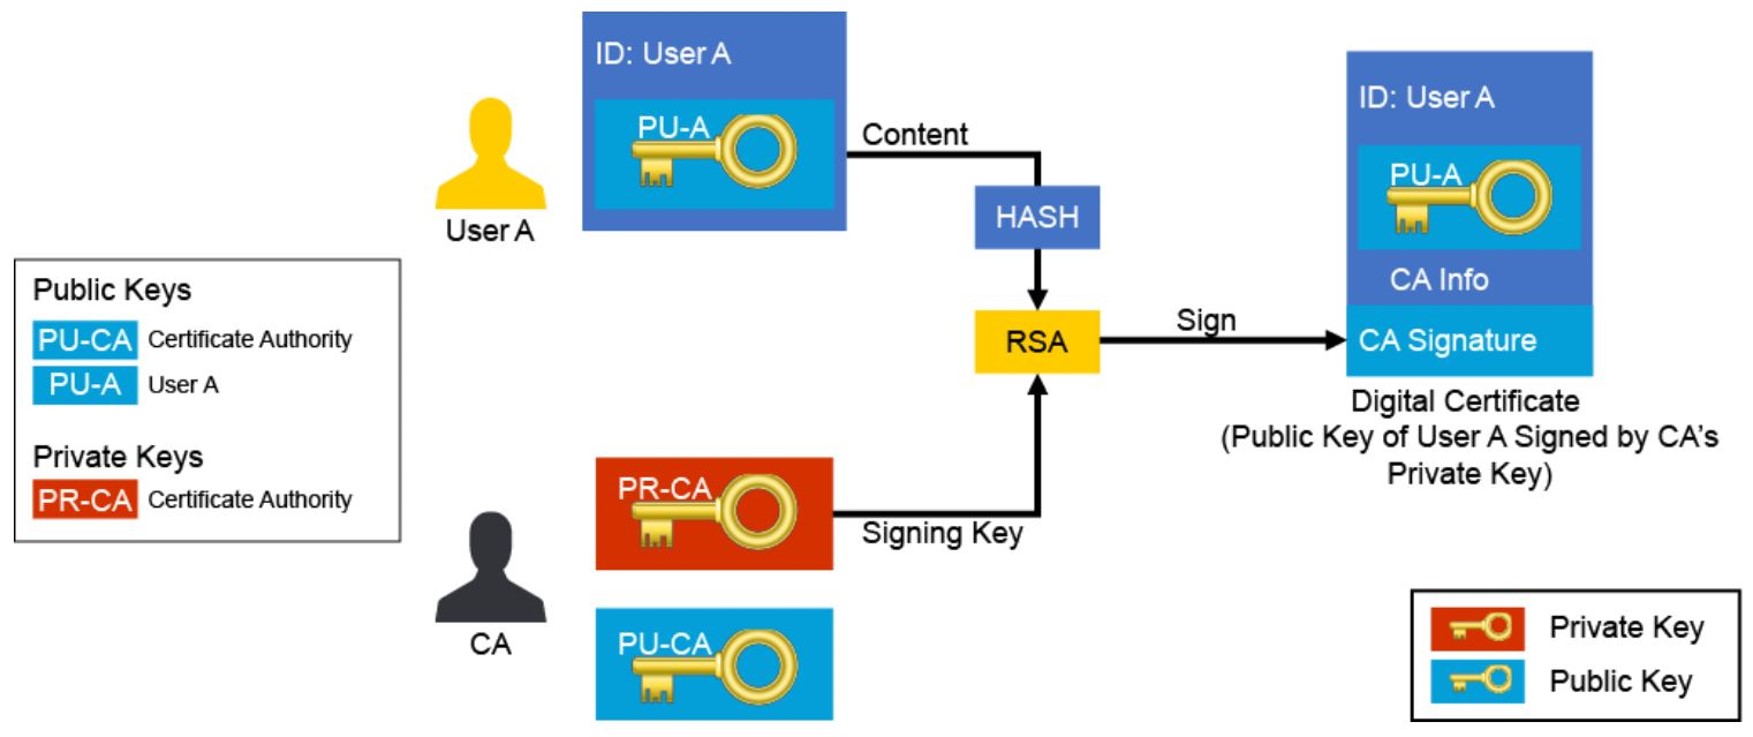 ID: User A
PU-A
User A
Content
HASH
RSA
Sign
ID: User A
PU-A
CA Info
CA Signature
Digital Certificate
(Public Key of User A Signed by CA's
Private Key)
Public Keys
PU-CA Certificate Authority
PU-A User A
Private Keys
PR-CA Certificate Authority
PR-CA
Signing Key
CA
PU-CA
Private Key
Public Key